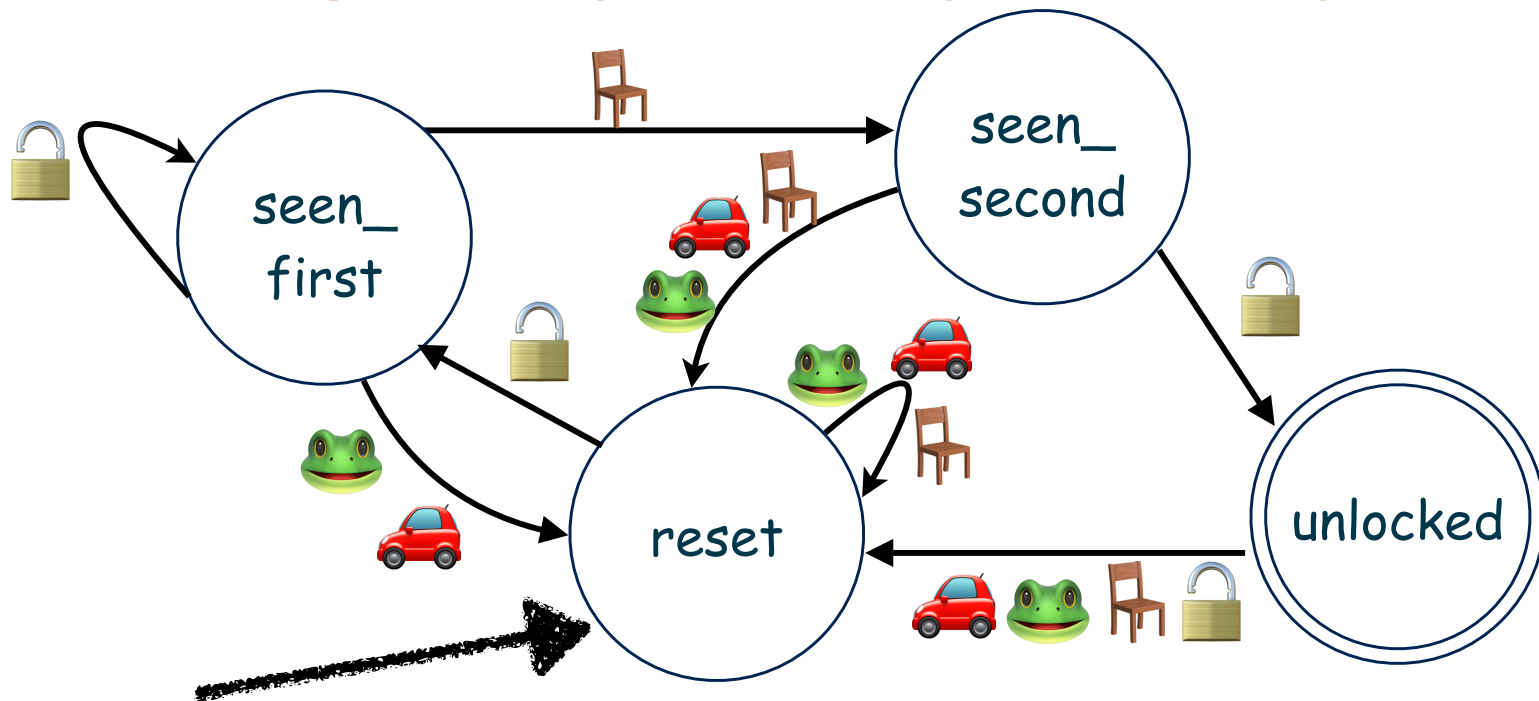 seen_
first
seen_
second
reset
unlocked